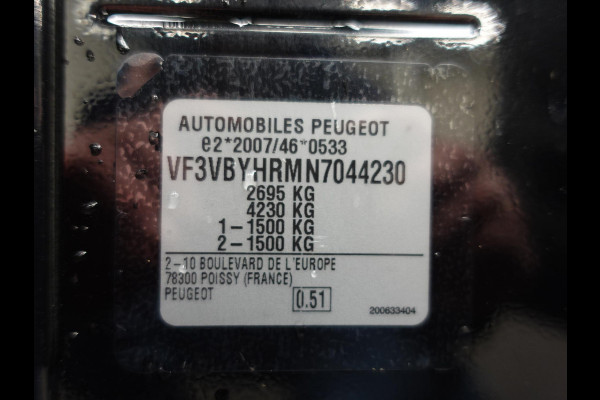 AUTOMOBILES PEUGEOT
e2*2007/46*0533
VF3VBYHRMN7044230
2695 KG
4230 KG
1-1500 KG
2-1500 KG
2-10 BOULEVARD DE L'EUROPE
78300 POISSY (FRANCE)
PEUGEOT 0.51
200633404